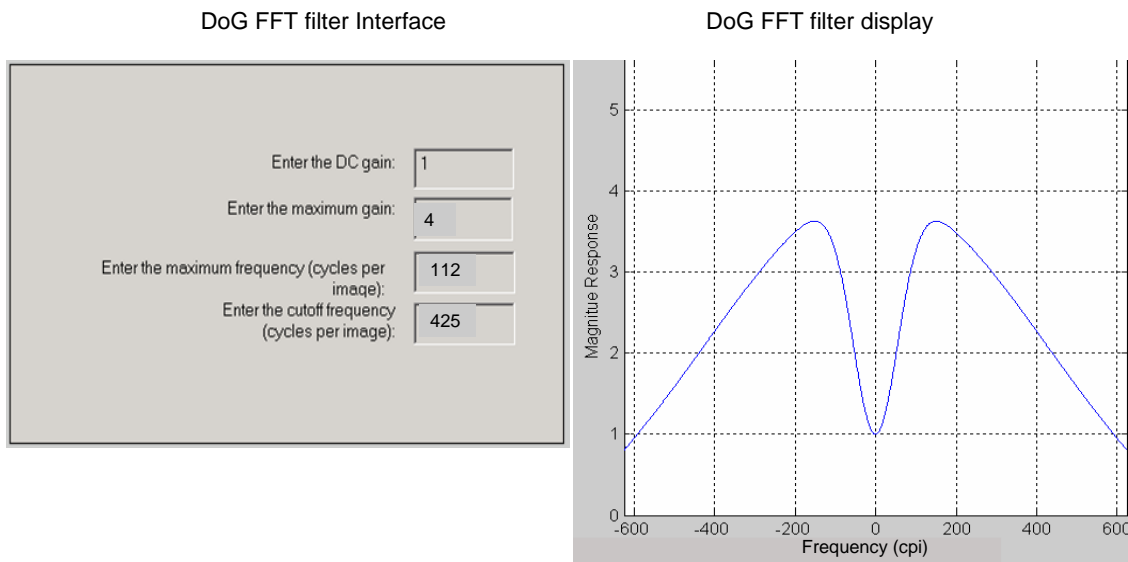 DoG FFT filter Interface
DoG FFT filter display
Enter the DC gain:
1
Enter the maximum gain:
4
Enter the maximum frequency (cycles per
image):
112
Enter the cutoff frequency
(cycles per image):
425
Magnitue Response
5
4
3
2
1
0
-600
-400
-200
0
200
400
600
Frequency (cpi)